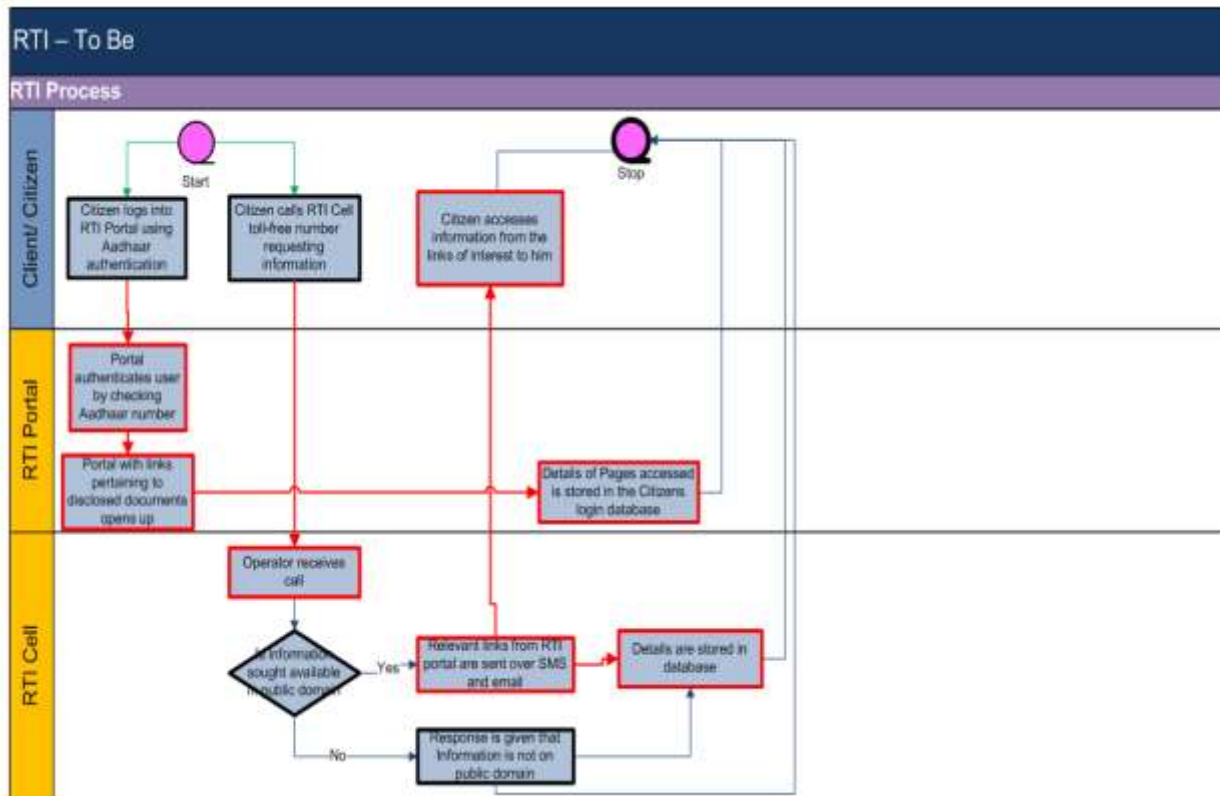 RTI – To Be
RTI Process
Client/ Citizen
Start
Stop
Citizen logs into
RTI Portal using
Aadhaar
authentication
Citizen calls RTI Cell
toll-free number
requesting
information
Citizen accesses
information from the
links of interest to him
RTI Portal
Portal
authenticates user
by checking
Aadhaar number
Portal with links
pertaining to
disclosed documents
opens up
Details of Pages accessed
is stored in the Citizens
login database
RTI Cell
Operator receives
call
information
sought available
public domain
Yes
Relevant links from RTI
portal are sent over SMS
and email
Details are stored in
database
No
Response is given that
Information is not on
public domain